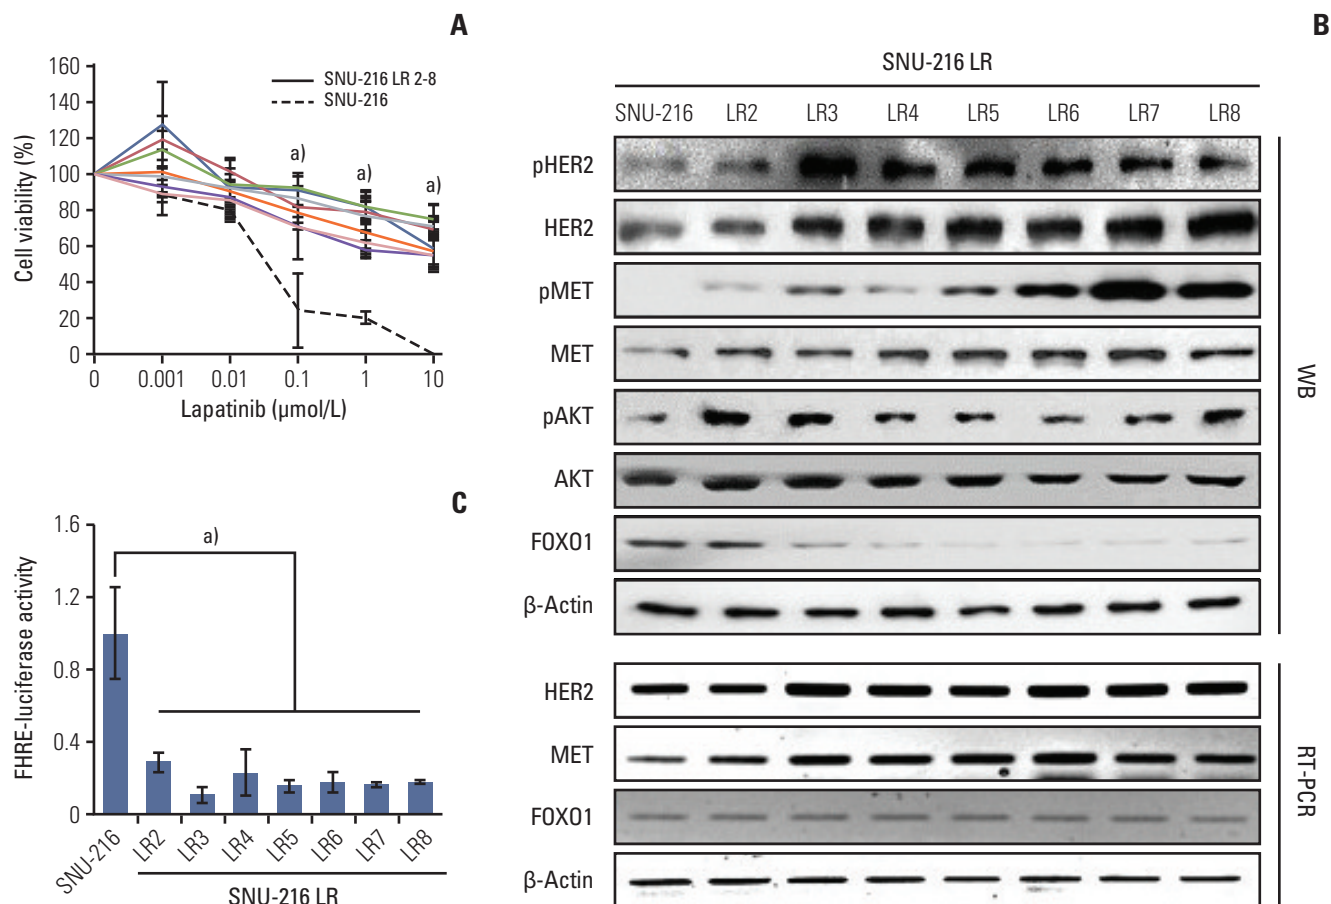 A
160
140
120
100
80
60
40
20
0
Cell viability (%)
SNU-216 LR 2-8
SNU-216
a)
a)
a)
0 0.001 0.01 0.1 1 10
Lapatinib (µmol/L)
B
SNU-216 LR
SNU-216 LR2 LR3 LR4 LR5 LR6 LR7 LR8
pHER2
HER2
pMET
MET
pAKT
AKT
FOXO1
β-Actin
WB
HER2
MET
FOXO1
β-Actin
RT-PCR
C
1.6
1.2
0.8
0.4
0
FHRE-luciferase activity
a)
SNU-216 LR2 LR3 LR4 LR5 LR6 LR7 LR8
SNU-216 LR